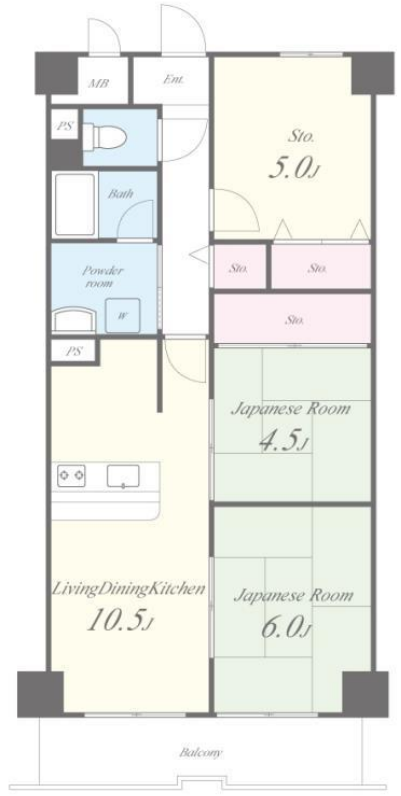 MB
Ent.
PS
Sto.
5.0J
Bath
Powder
room
W
Sto.
Sto.
Sto.
PS
Japanese Room
4.5J
LivingDiningKitchen
10.5J
Japanese Room
6.0J
Balcony